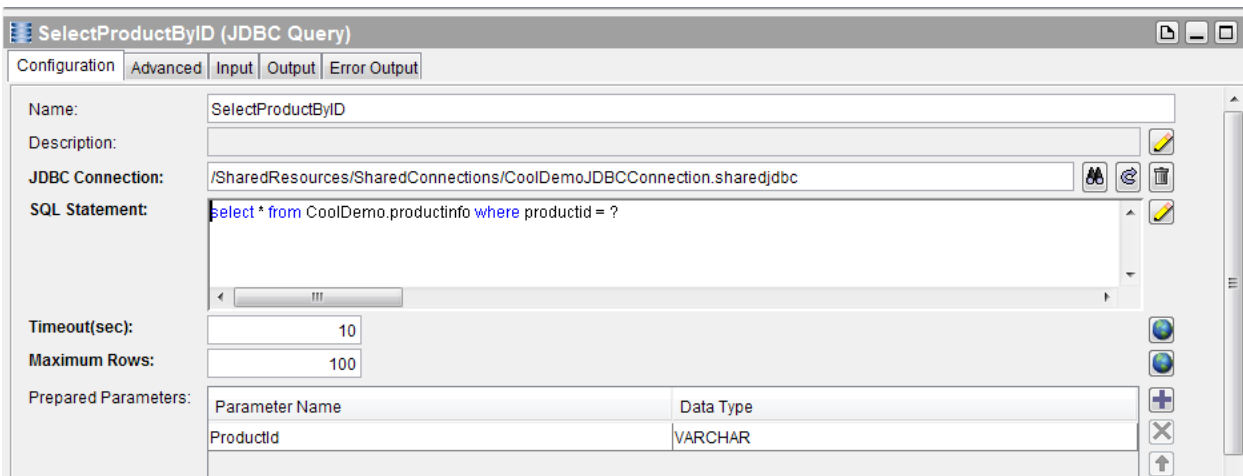 SelectProductByID (JDBC Query)
Configuration Advanced Input Output Error Output
Name: SelectProductByID
Description:
JDBC Connection: /SharedResources/SharedConnections/CoolDemoJDBCConnection.sharedjdbc
SQL Statement: select * from CoolDemo.productinfo where productid = ?
Timeout(sec): 10
Maximum Rows: 100
Prepared Parameters: Parameter Name Data Type
ProductId VARCHAR